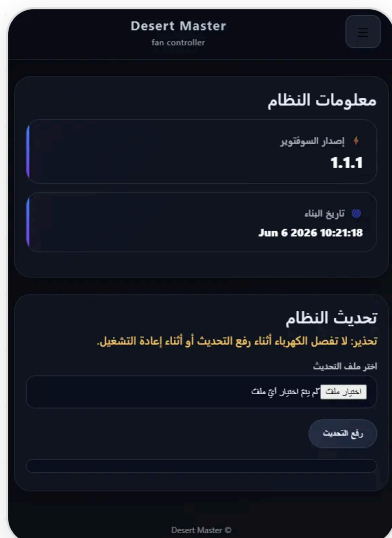 Desert Master
fan controller
معلومات النظام
إصدار السوفتوير
1.1.1
تاريخ البناء
Jun 6 2026 10:21:18
تحديث النظام
تحذير: لا تفصل الكهرباء أثناء رفع التحديث أو أثناء إعادة التشغيل.
اختر ملف التحديث
اختيار ملف لم يتم اختيار أيّ ملف
رفع التحديث
Desert Master ©